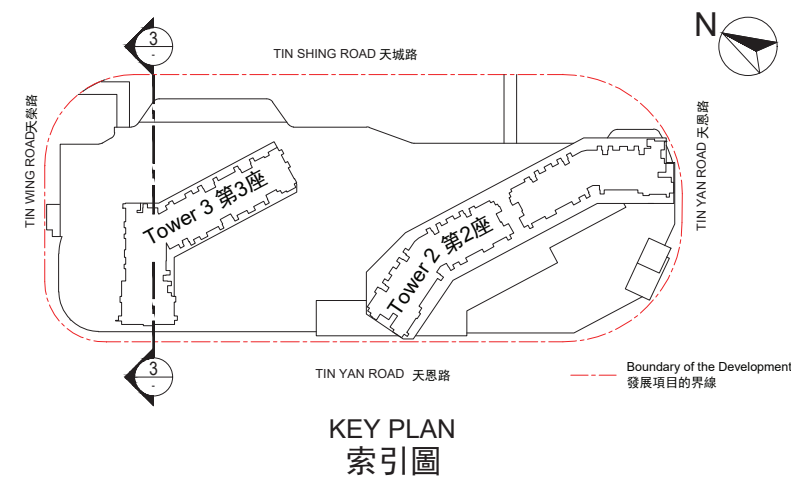 3
-
TIN SHING ROAD 天城路
N
TIN WING ROAD天榮路
TIN YAN ROAD 天恩路
Tower 3 第3座
Tower 2 第2座
3
-
TIN YAN ROAD 天恩路
Boundary of the Development
發展項目的界線
KEY PLAN
索引圖